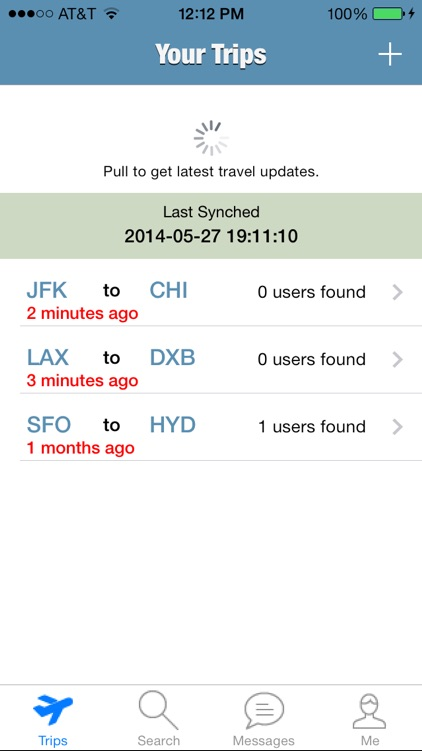 AT&T 12:12 PM 100%
Your Trips
Pull to get latest travel updates.
Last Synched
2014-05-27 19:11:10
JFK to CHI 0 users found
2 minutes ago
LAX to DXB 0 users found
3 minutes ago
SFO to HYD 1 users found
1 months ago
Trips Search Messages Me